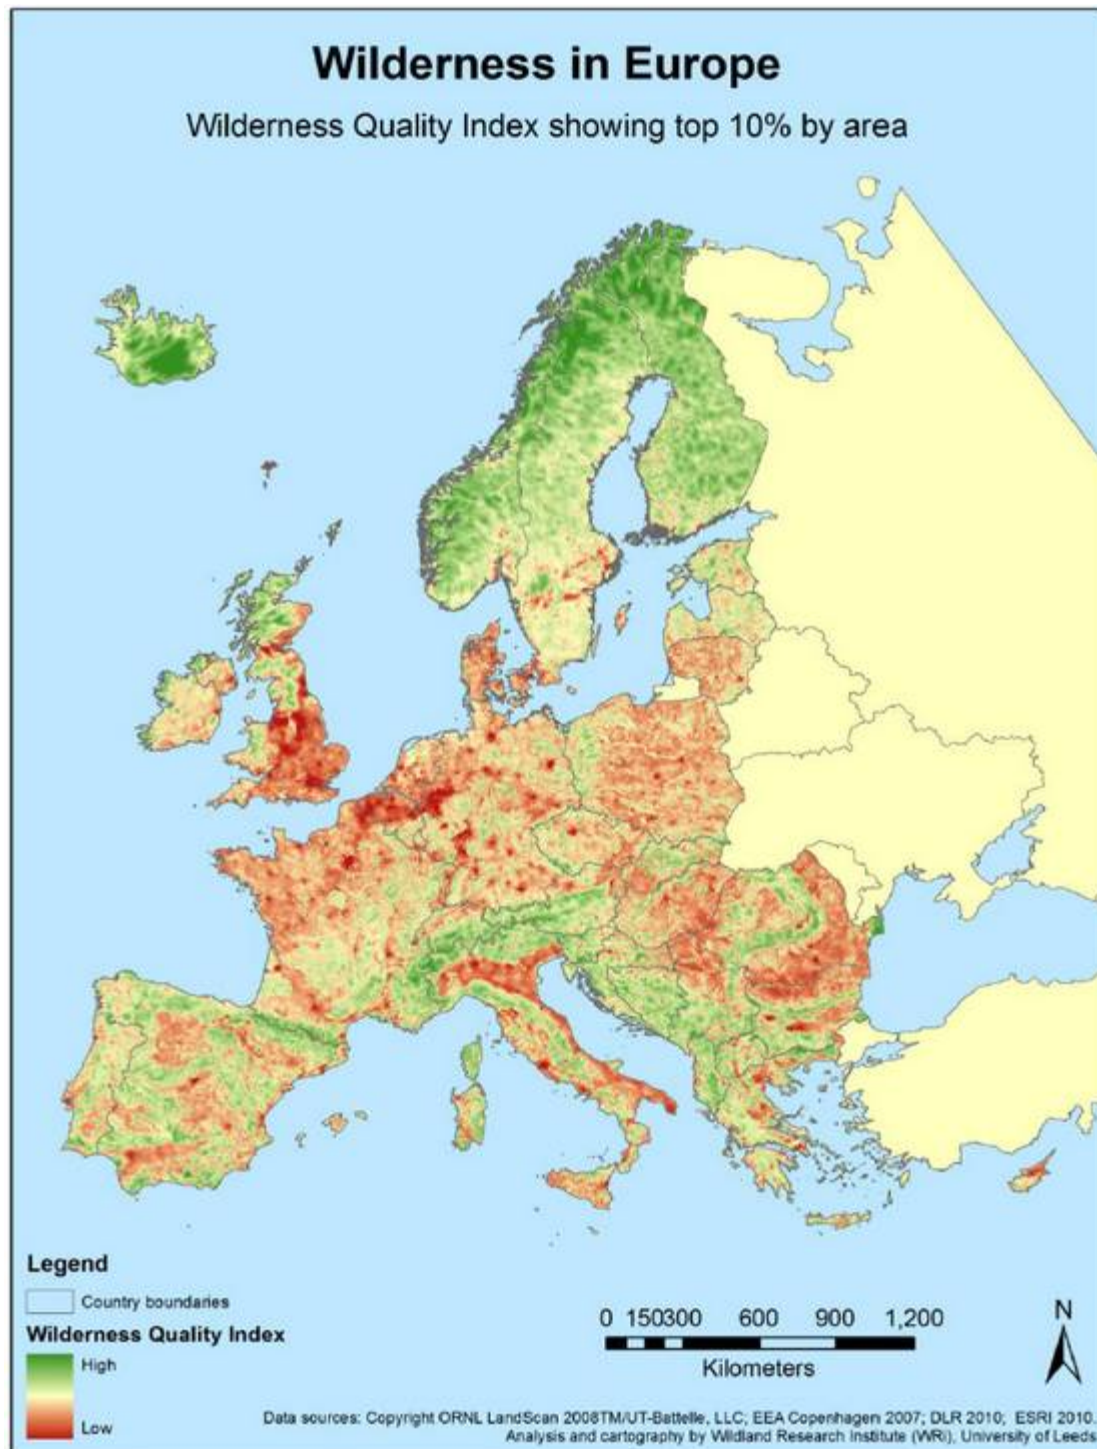 Wilderness in Europe
Wilderness Quality Index showing top 10% by area
Legend
Country boundaries
Wilderness Quality Index
High
Low
0 150300 600 900 1,200
Kilometers
N
Data sources: Copyright ORNL LandScan 2008TM/UT-Battelle, LLC; EEA Copenhagen 2007; DLR 2010; ESRI 2010.
Analysis and cartography by Wildland Research Institute (WRi), University of Leeds